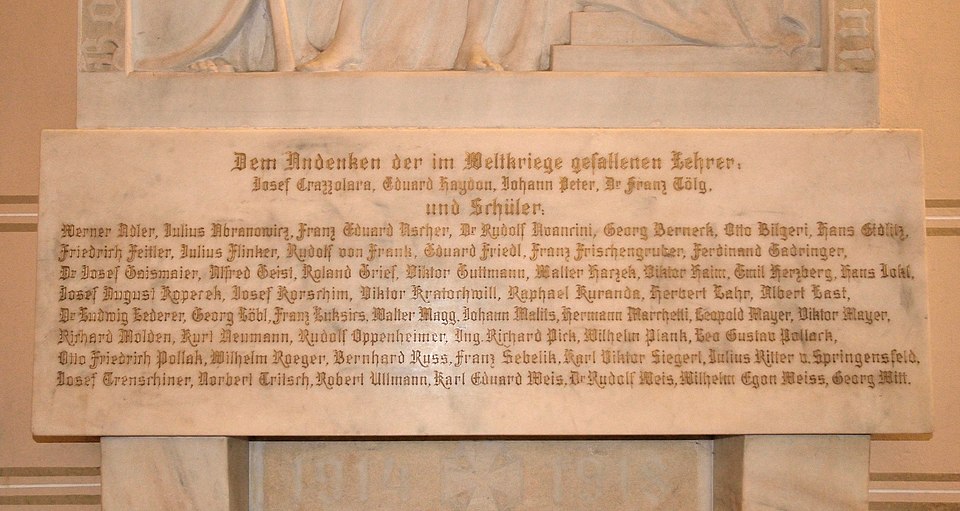 Dem Andenken der im Weltkriege gefallenen Lehrer:
Josef Crazzolara, Eduard Haydon, Johann Peter, Dr Franz Tölg,
und Schüler:
Werner Adler, Julius Abranowicz, Franz Eduard Ascher, Dr Rudolf Avancini, Georg Berneck, Otto Bilgeri, Hans Eidlitz,
Friedrich Feitler, Julius Flinker, Rudolf von Frank, Eduard Friedl, Franz Frischengruber, Ferdinand Gadringer,
Dr Josef Gaismaier, Alfred Geist, Roland Grief, Viktor Guttmann, Walter Harzek, Viktor Haim, Emil Herzberg, Hans Jokl,
Josef August Koperek, Josef Korschim, Viktor Kratochwill, Raphael Kuranda, Herbert Lahr, Albert Last,
Dr Ludwig Lederer, Georg Löbl, Franz Luksirs, Walter Magg, Johann Malits, Hermann Marchetti, Leopold Mayer, Viktor Mayer,
Richard Molden, Kurt Neumann, Rudolf Oppenheimer, Ing. Richard Pick, Wilhelm Plank, Leo Gustav Pollack,
Otto Friedrich Pollak, Wilhelm Roeger, Bernhard Russ, Franz Sebelik, Karl Viktor Siegert, Julius Ritter v. Springensfeld,
Josef Trenschiner, Norbert Tritsch, Robert Ullmann, Karl Eduard Weis, Dr Rudolf Weis, Wilhelm Egon Weiss, Georg Witt.
1914 1918